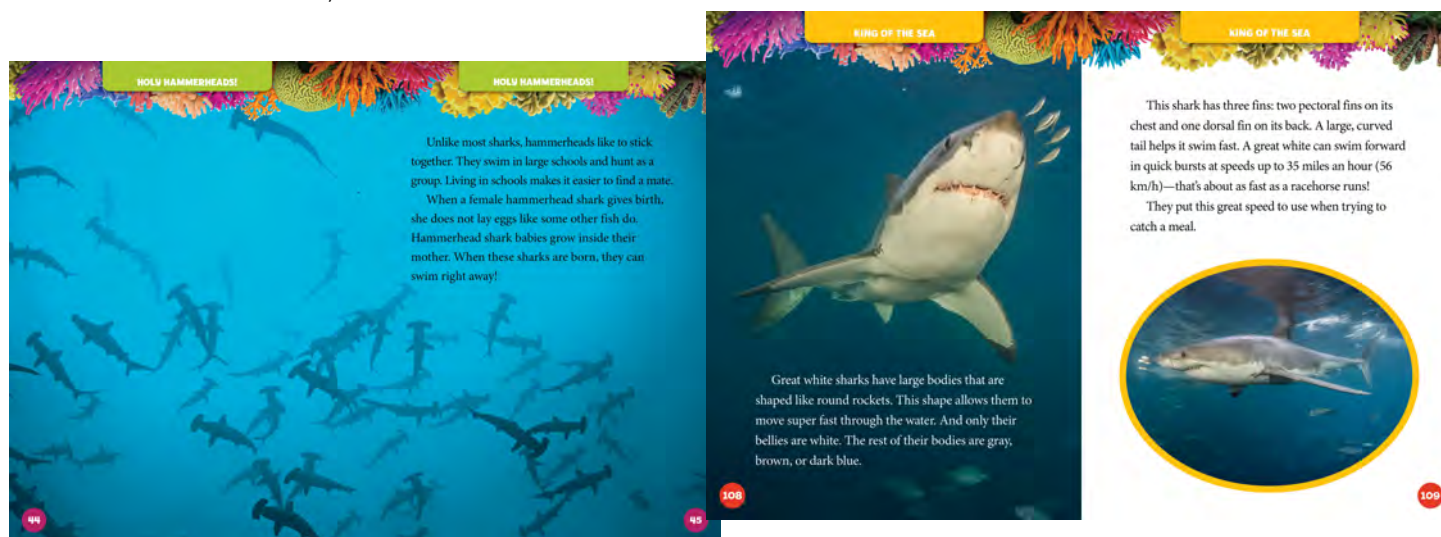 HOLY HAMMERHEADS!
HOLY HAMMERHEADS!
Unlike most sharks, hammerheads like to stick
together. They swim in large schools and hunt as a
group. Living in schools makes it easier to find a mate.
When a female hammerhead shark gives birth,
she does not lay eggs like some other fish do.
Hammerhead shark babies grow inside their
mother. When these sharks are born, they can
swim right away!
44
45
KING OF THE SEA
Great white sharks have large bodies that are
shaped like round rockets. This shape allows them to
move super fast through the water. And only their
bellies are white. The rest of their bodies are gray,
brown, or dark blue.
108
KING OF THE SEA
This shark has three fins: two pectoral fins on its
chest and one dorsal fin on its back. A large, curved
tail helps it swim fast. A great white can swim forward
in quick bursts at speeds up to 35 miles an hour (56
km/h)—that's about as fast as a racehorse runs!
They put this great speed to use when trying to
catch a meal.
109